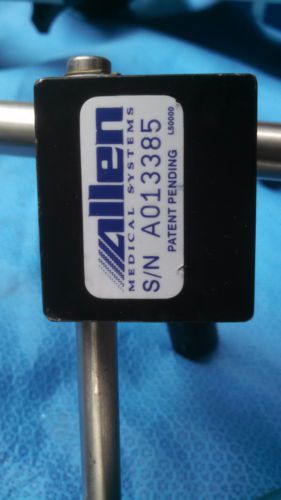 Allen
MEDICAL SYSTEMS
S/N A013385
PATENT PENDING
L50000